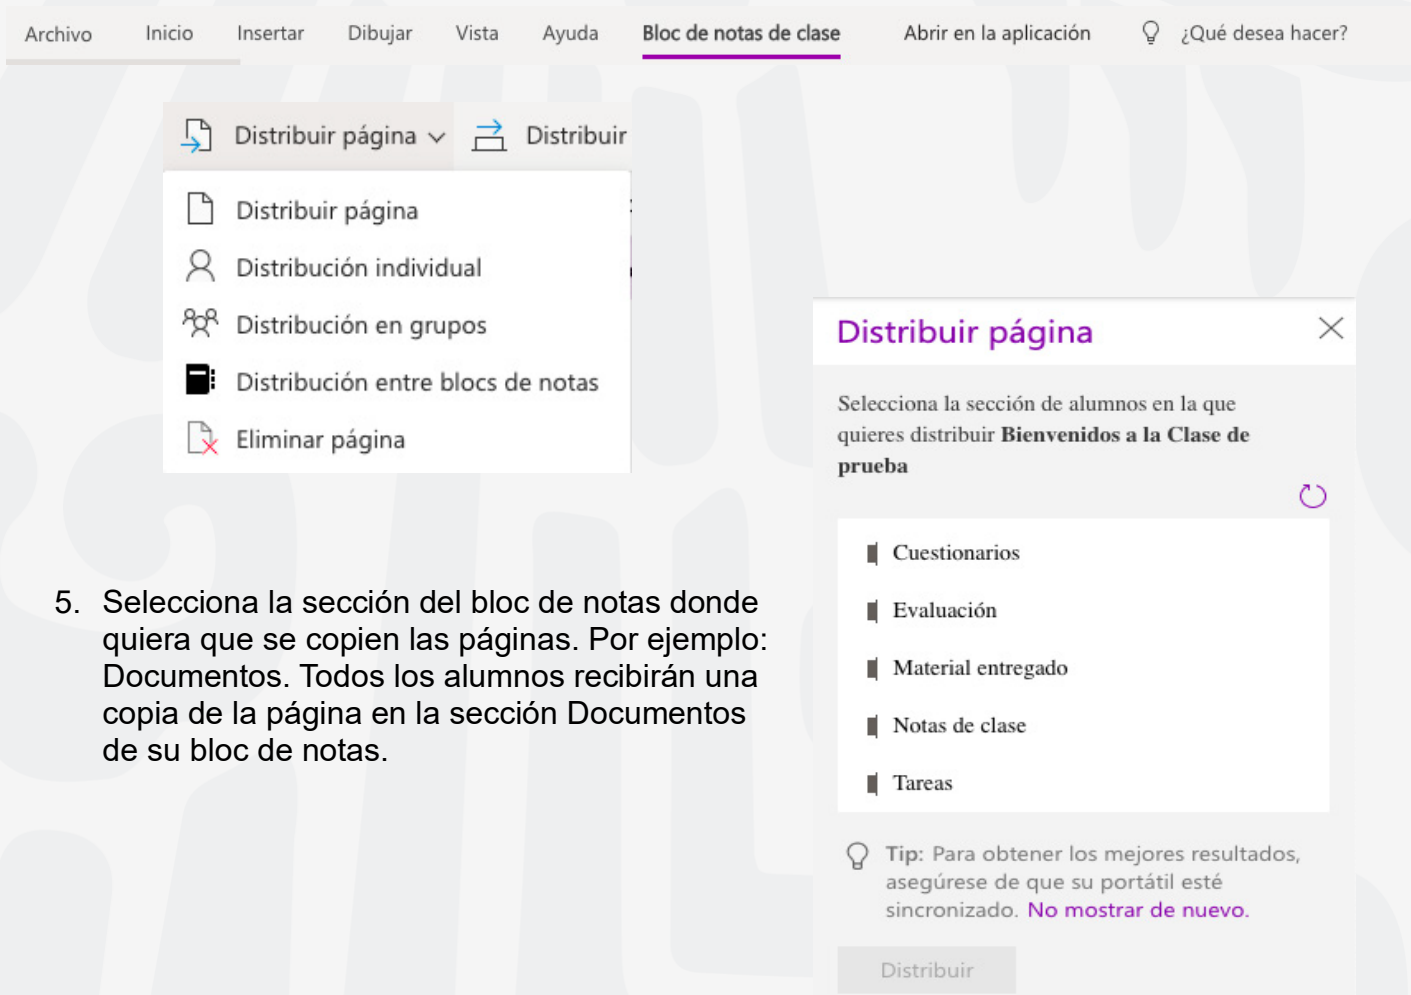 Archivo Inicio Insertar Dibujar Vista Ayuda Bloc de notas de clase Abrir en la aplicación ¿Qué desea hacer?
Distribuir página Distribuir
Distribuir página
Distribución individual
Distribución en grupos
Distribución entre blocs de notas
Eliminar página
5. Selecciona la sección del bloc de notas donde
quiera que se copien las páginas. Por ejemplo:
Documentos. Todos los alumnos recibirán una
copia de la página en la sección Documentos
de su bloc de notas.
Distribuir página
Selecciona la sección de alumnos en la que
quieres distribuir Bienvenidos a la Clase de
prueba
Cuestionarios
Evaluación
Material entregado
Notas de clase
Tareas
Tip: Para obtener los mejores resultados,
asegúrese de que su portátil esté
sincronizado. No mostrar de nuevo.
Distribuir